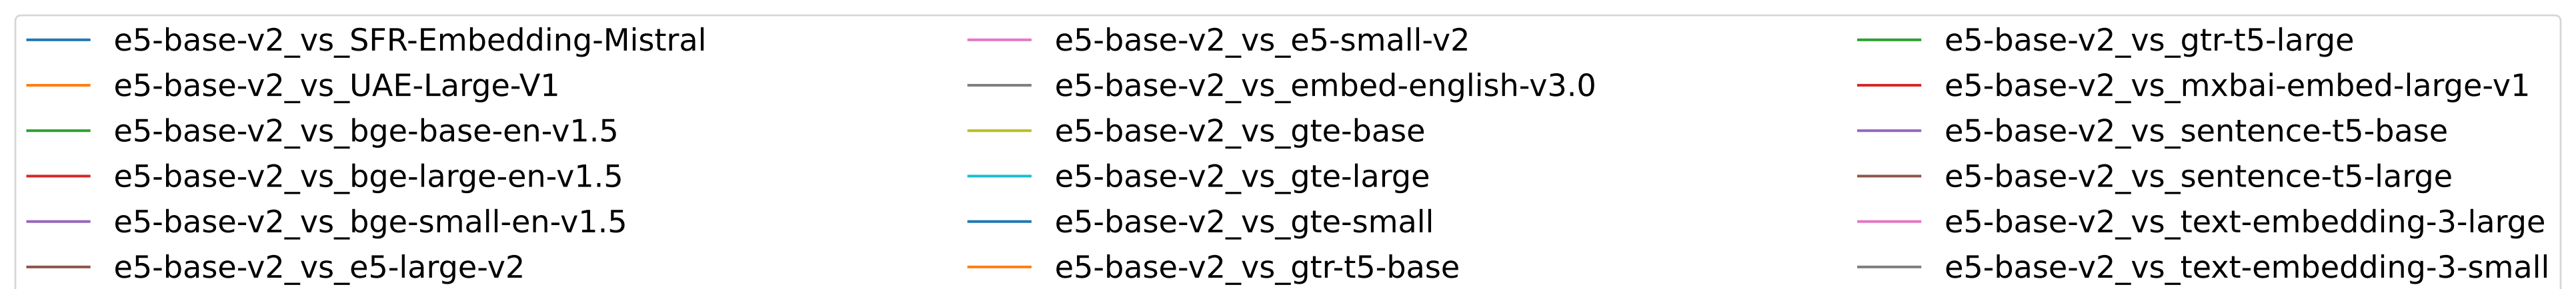 e5-base-v2_vs_SFR-Embedding-Mistral
e5-base-v2_vs_UAE-Large-V1
e5-base-v2_vs_bge-base-en-v1.5
e5-base-v2_vs_bge-large-en-v1.5
e5-base-v2_vs_bge-small-en-v1.5
e5-base-v2_vs_e5-large-v2
e5-base-v2_vs_e5-small-v2
e5-base-v2_vs_embed-english-v3.0
e5-base-v2_vs_gte-base
e5-base-v2_vs_gte-large
e5-base-v2_vs_gte-small
e5-base-v2_vs_gtr-t5-base
e5-base-v2_vs_gtr-t5-large
e5-base-v2_vs_mxbai-embed-large-v1
e5-base-v2_vs_sentence-t5-base
e5-base-v2_vs_sentence-t5-large
e5-base-v2_vs_text-embedding-3-large
e5-base-v2_vs_text-embedding-3-small